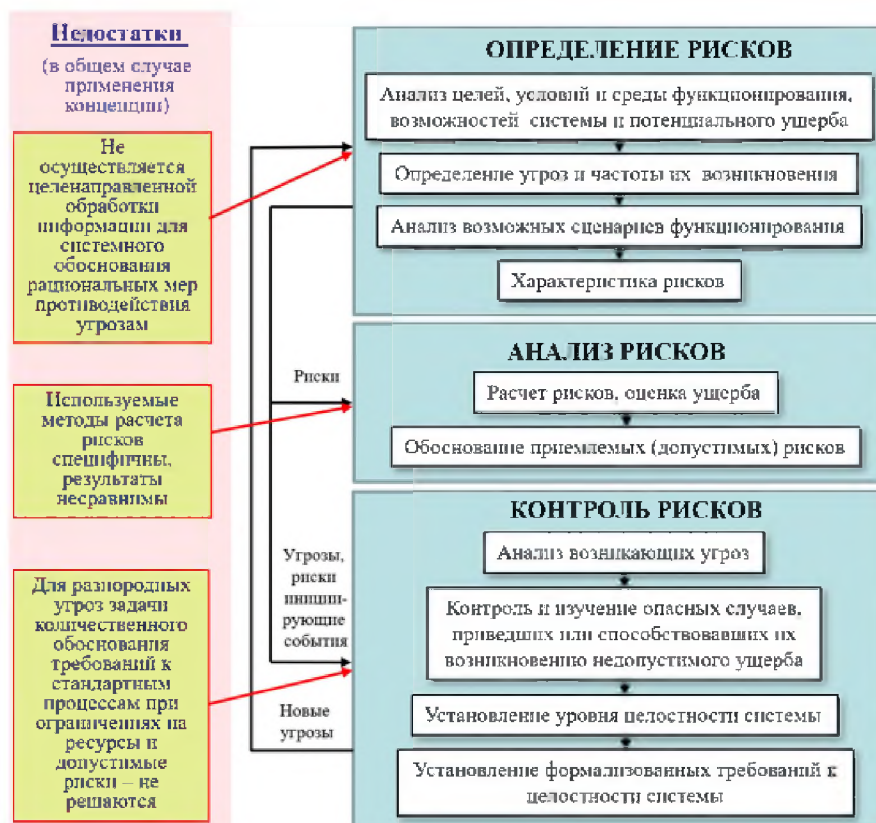 Недостатки
(в общем случае
применения
концепции)
Не
осуществляется
целенаправленной
обработки
информации для
системного
обоснования
рациональных мер
противодействия
угрозам
Используемые
методы расчета
рисков
специфичны,
результаты
несравнимы
Для разнородных
угроз задачи
количественного
обоснования
требований к
стандартным
процессам при
ограничениях на
ресурсы и
допустимые
риски – не
решаются
Риски
Угрозы,
риски
иниции-
рующие
события
Новые
угрозы
ОПРЕДЕЛЕНИЕ РИСКОВ
Анализ целей, условий и среды функционирования,
возможностей системы и потенциального ущерба
Определение угроз и частоты их возникновения
Анализ возможных сценариев функционирования
Характеристика рисков
АНАЛИЗ РИСКОВ
Расчет рисков, оценка ущерба
Обоснование приемлемых (допустимых) рисков
КОНТРОЛЬ РИСКОВ
Анализ возникающих угроз
Контроль и изучение опасных случаев,
приведших или способствовавших их
возникновению недопустимого ущерба
Установление уровня целостности системы
Установление формализованных требований к
целостности системы